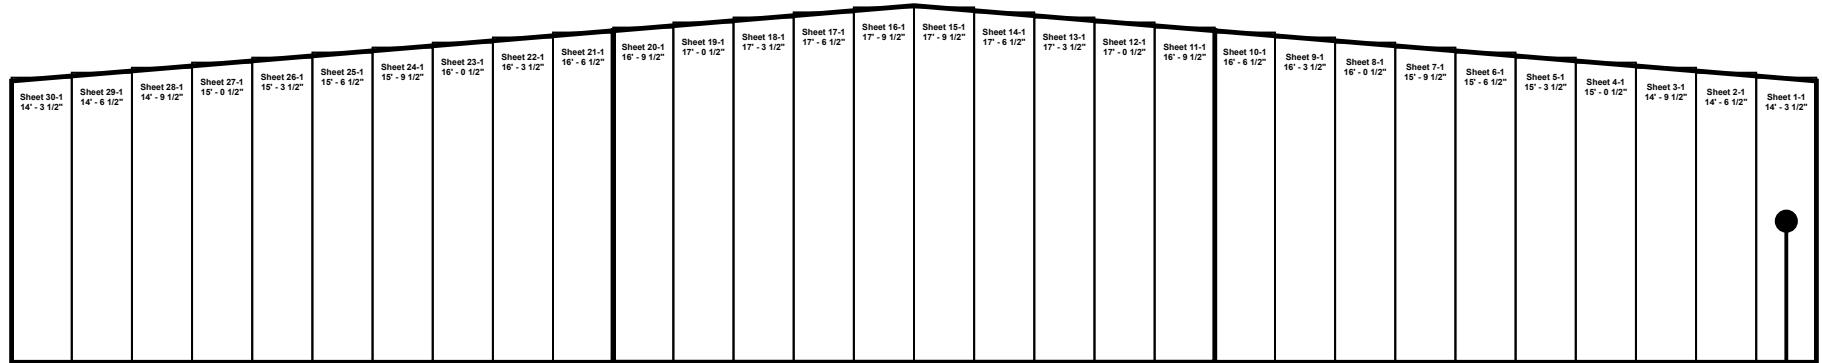 Sheet 30-1
14' - 3 1/2"
Sheet 29-1
14' - 6 1/2"
Sheet 28-1
14' - 9 1/2"
Sheet 27-1
15' - 0 1/2"
Sheet 26-1
15' - 3 1/2"
Sheet 25-1
15' - 6 1/2"
Sheet 24-1
15' - 9 1/2"
Sheet 23-1
16' - 0 1/2"
Sheet 22-1
16' - 3 1/2"
Sheet 21-1
16' - 6 1/2"
Sheet 20-1
16' - 9 1/2"
Sheet 19-1
17' - 0 1/2"
Sheet 18-1
17' - 3 1/2"
Sheet 17-1
17' - 6 1/2"
Sheet 16-1
17' - 9 1/2"
Sheet 15-1
17' - 9 1/2"
Sheet 14-1
17' - 6 1/2"
Sheet 13-1
17' - 3 1/2"
Sheet 12-1
17' - 0 1/2"
Sheet 11-1
16' - 9 1/2"
Sheet 10-1
16' - 6 1/2"
Sheet 9-1
16' - 3 1/2"
Sheet 8-1
16' - 0 1/2"
Sheet 7-1
15' - 9 1/2"
Sheet 6-1
15' - 6 1/2"
Sheet 5-1
15' - 3 1/2"
Sheet 4-1
15' - 0 1/2"
Sheet 3-1
14' - 9 1/2"
Sheet 2-1
14' - 6 1/2"
Sheet 1-1
14' - 3 1/2"